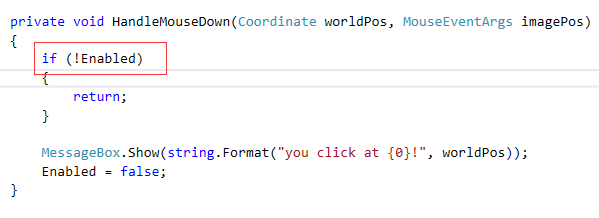 private void HandleMouseDown(Coordinate worldPos, MouseEventArgs imagePos)
{
if (!Enabled)
{
return;
}
MessageBox.Show(string.Format("you click at {0}!", worldPos));
Enabled = false;
}